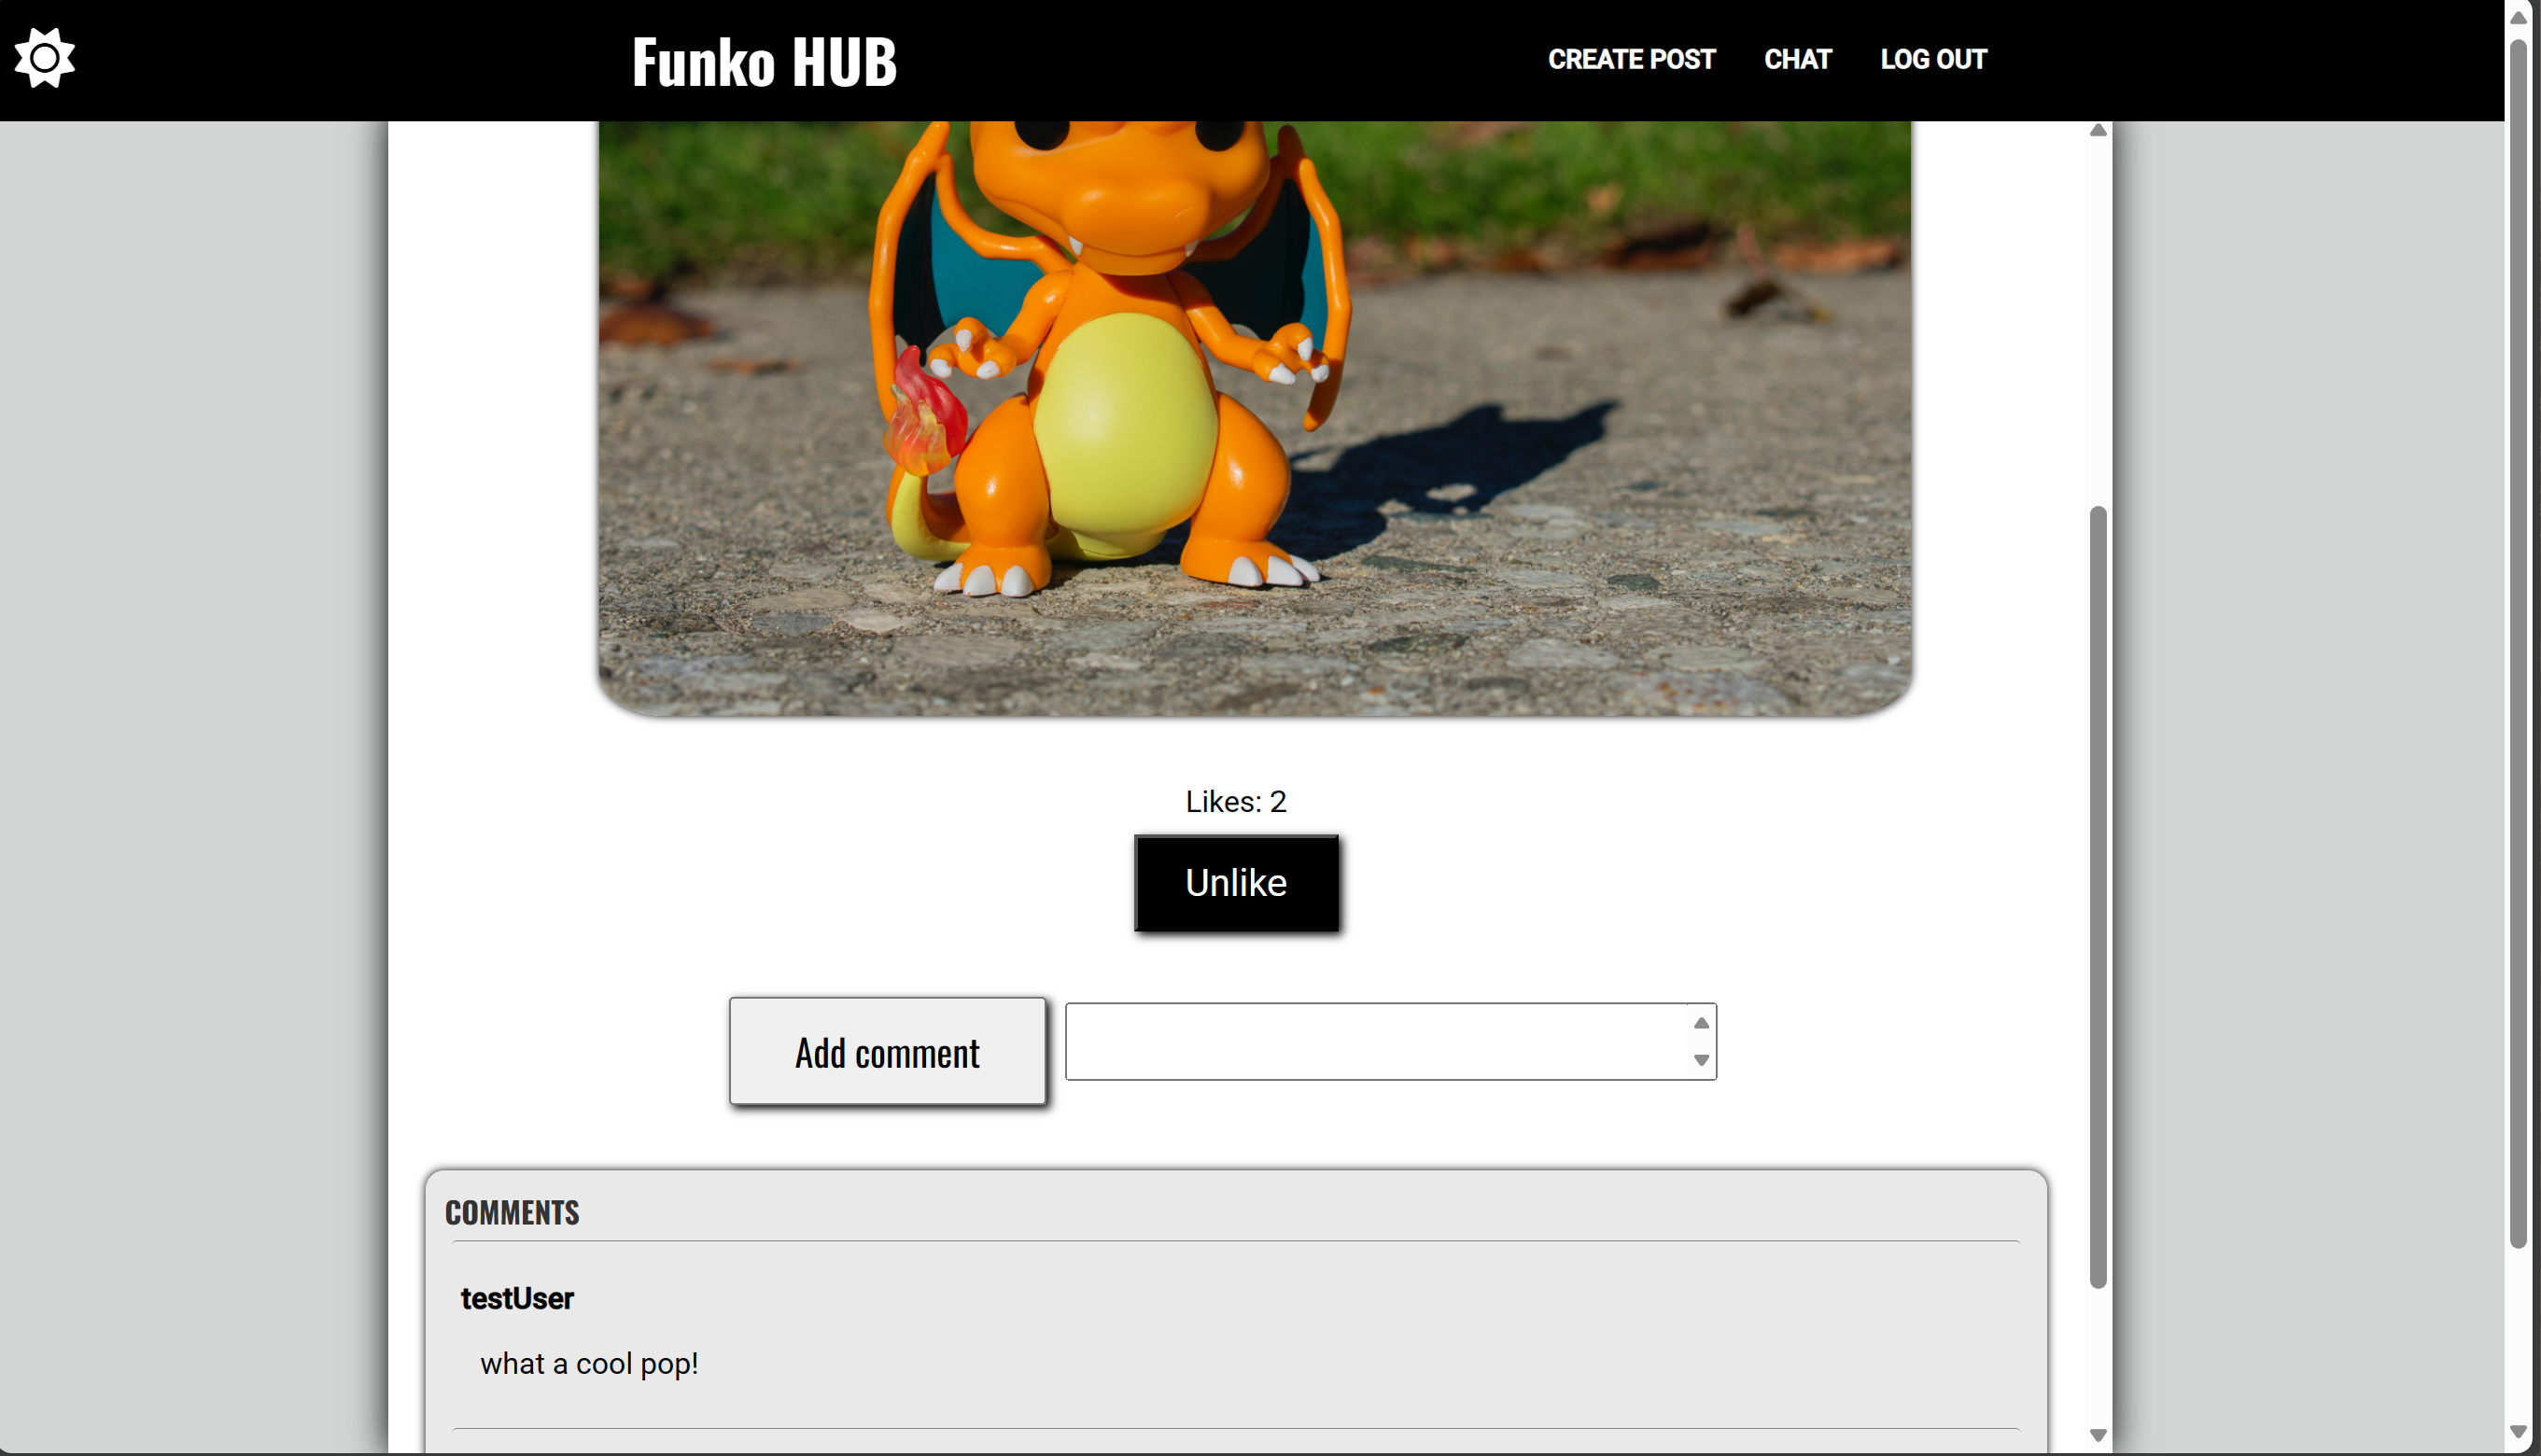 Funko HUB
CREATE POST CHAT LOG OUT
Likes: 2
Unlike
Add comment
COMMENTS
testUser
what a cool pop!